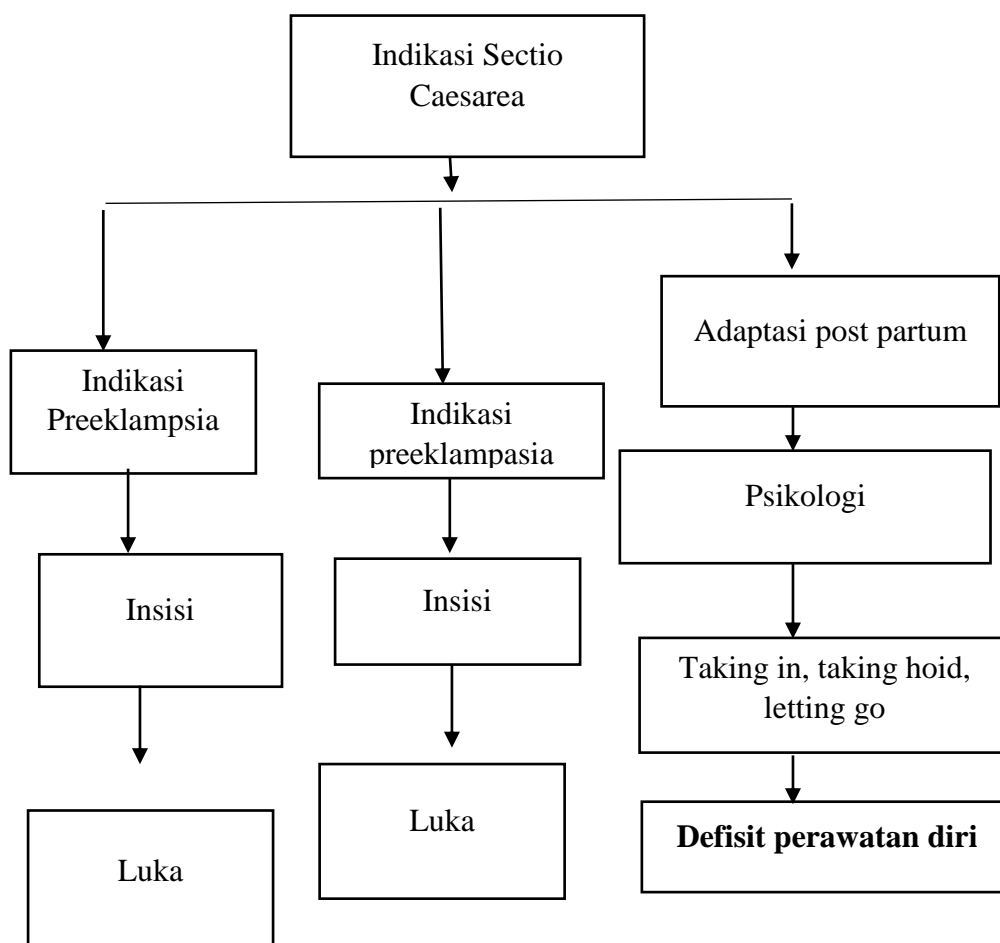 Indikasi Sectio
Caesarea
Indikasi
Preeklampsia
Insisi
Luka
Indikasi
preeklampasia
Insisi
Luka
Adaptasi post partum
Psikologi
Taking in, taking hoid,
letting go
Defisit perawatan diri